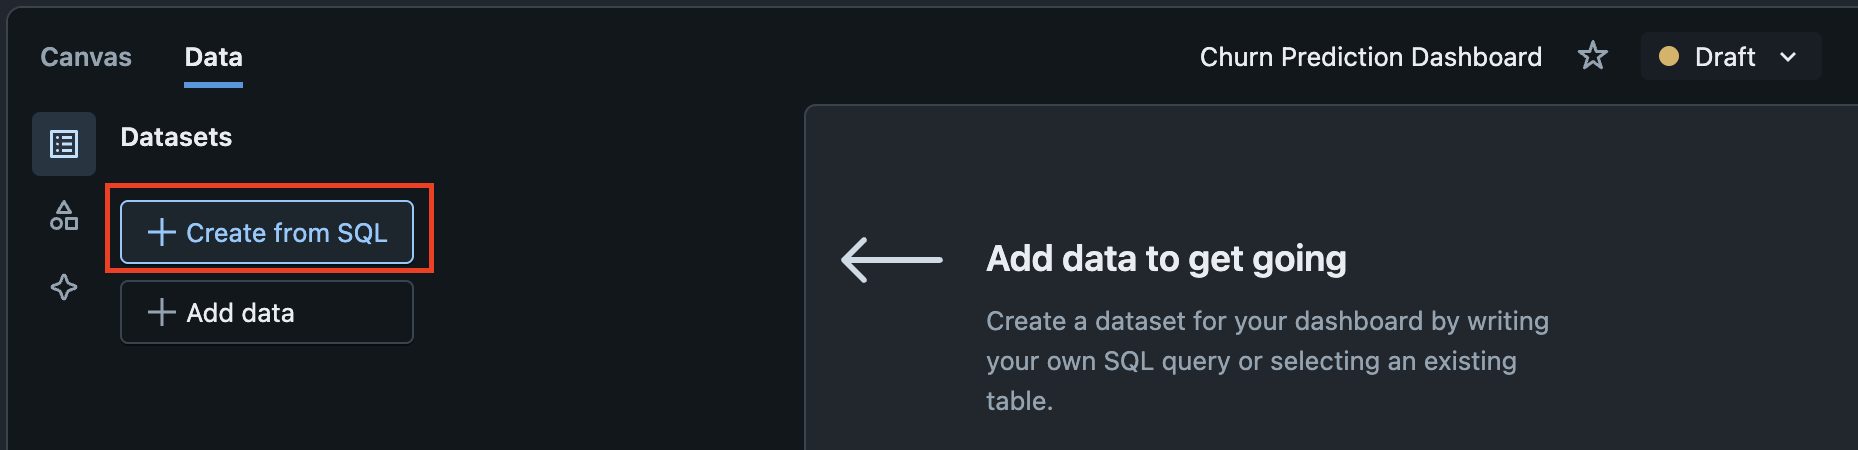 Canvas
Data
Churn Prediction Dashboard
Draft
Datasets
Create from SQL
Add data
Add data to get going
Create a dataset for your dashboard by writing
your own SQL query or selecting an existing
table.